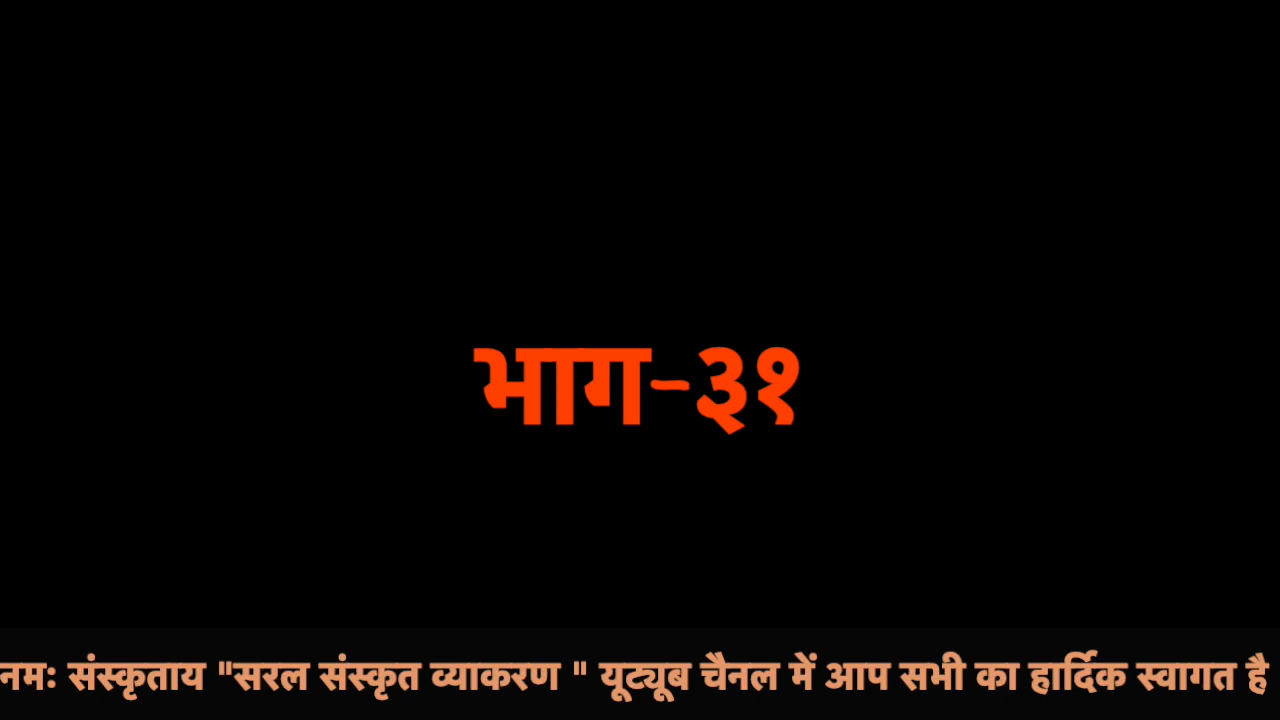 भाग-३१
नमः संस्कृताय "सरल संस्कृत व्याकरण " यूट्यूब चैनल में आप सभी का हार्दिक स्वागत है